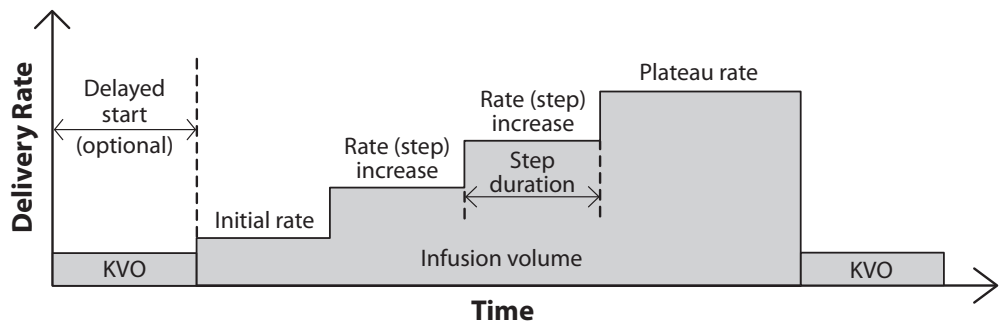 Delivery Rate
Delayed
start
(optional)
KVO
Initial rate
Rate (step)
increase
Rate (step)
increase
Step
duration
Plateau rate
Infusion volume
KVO
Time